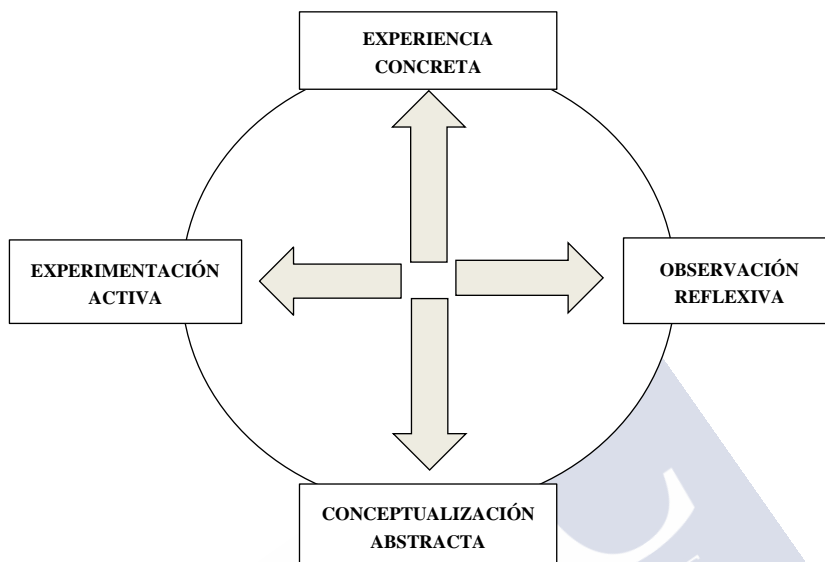 EXPERIENCIA
CONCRETA
EXPERIMENTACIÓN
ACTIVA
OBSERVACIÓN
REFLEXIVA
CONCEPTUALIZACIÓN
ABSTRACTA